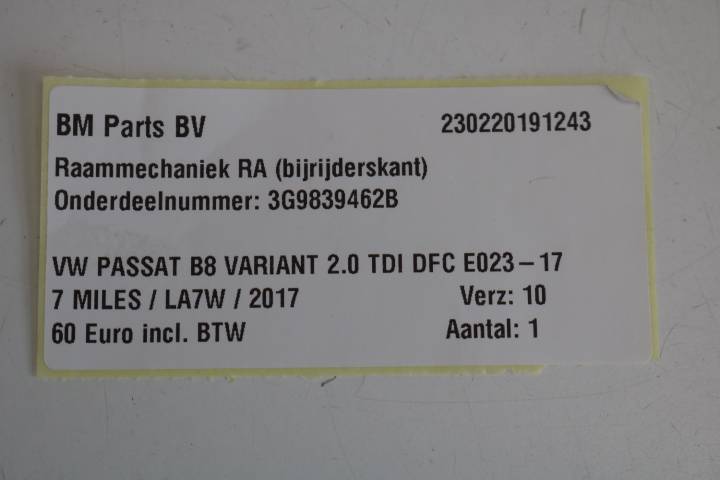 BM Parts BV 230220191243
Raammechaniek RA (bijrijderskant)
Onderdeelnummer: 3G9839462B
VW PASSAT B8 VARIANT 2.0 TDI DFC E023-17
7 MILES / LA7W / 2017 Verz: 10
60 Euro incl. BTW Aantal: 1